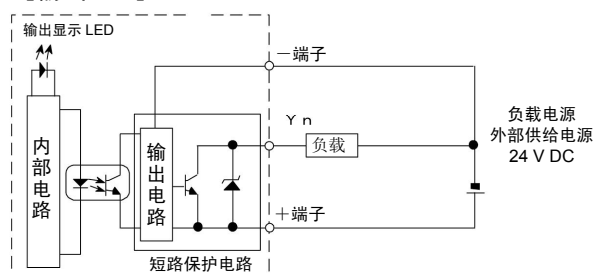 输出显示 LED
－端子
Y n
负载
负载电源
外部供给电源
24 V DC
内部电路
输出电路
＋端子
短路保护电路